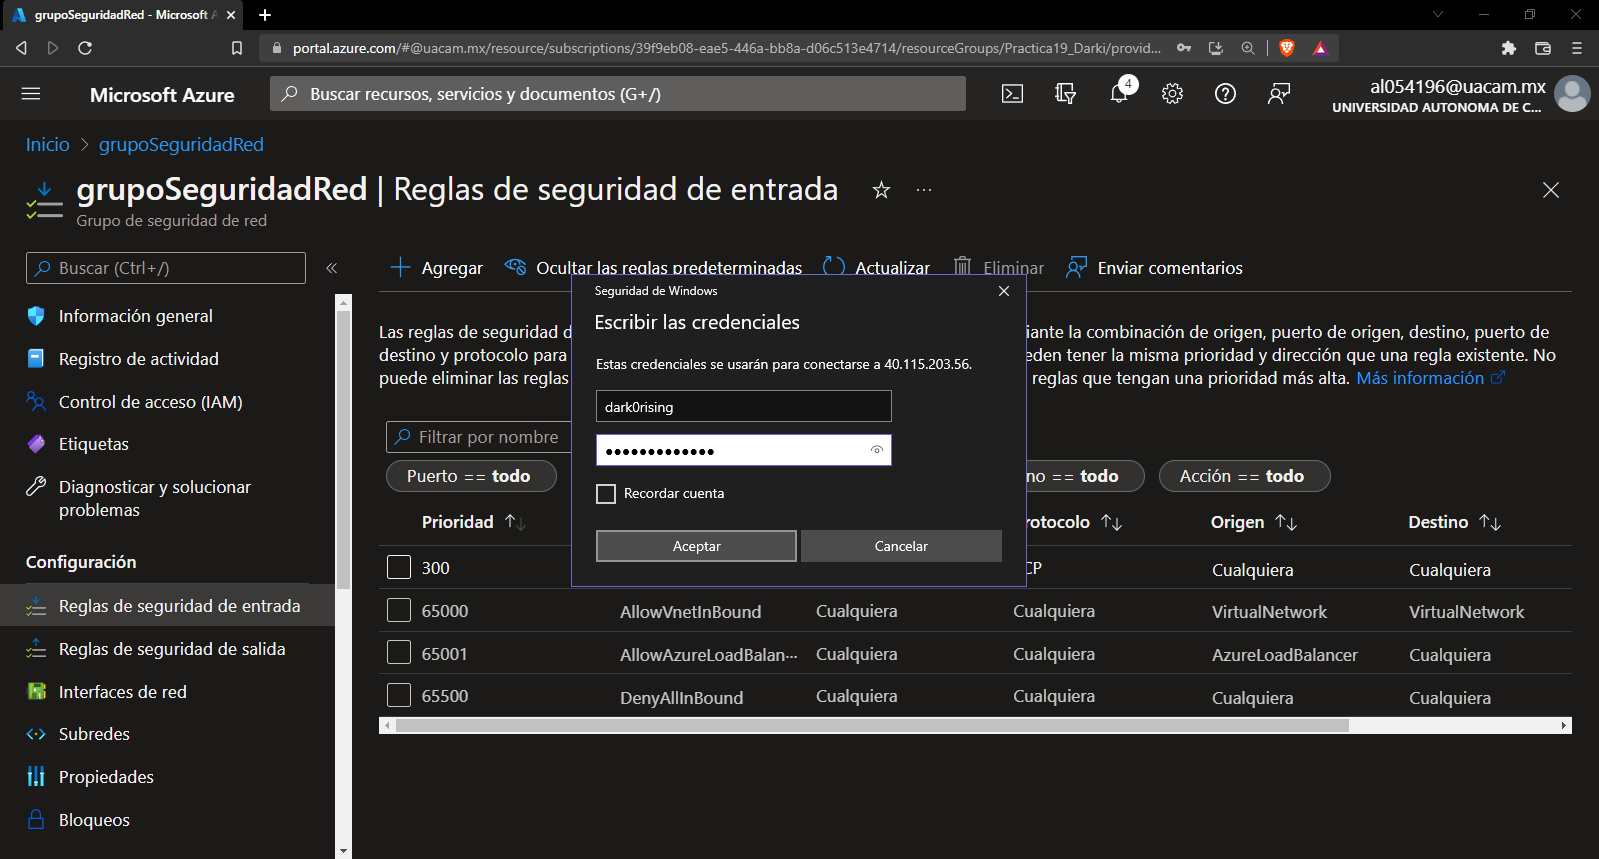 grupoSeguridadRed - Microsoft A
portal.azure.com/#@uacam.mx/resource/subscriptions/39f9eb08-eae5-446a-bb8a-d06c513e4714/resourceGroups/Practica19_Darki/provid...
Microsoft Azure
Buscar recursos, servicios y documentos (G+/)
4
al054196@uacam.mx
UNIVERSIDAD AUTONOMA DE C...
Inicio > grupoSeguridadRed
grupoSeguridadRed | Reglas de seguridad de entrada
Grupo de seguridad de red
Buscar (Ctrl+/)
Información general
Registro de actividad
Control de acceso (IAM)
Etiquetas
Diagnosticar y solucionar
problemas
Configuración
Reglas de seguridad de entrada
Reglas de seguridad de salida
Interfaces de red
Subredes
Propiedades
Bloqueos
Agregar
Ocultar las reglas predeterminadas
Actualizar
Eliminar
Enviar comentarios
Las reglas de seguridad d
iante la combinación de origen, puerto de origen, destino, puerto de
destino y protocolo para
eden tener la misma prioridad y dirección que una regla existente. No
puede eliminar las reglas
reglas que tengan una prioridad más alta. Más información
Filtrar por nombre
Puerto == todo
no == todo
Acción == todo
Prioridad
rotocolo
Origen
Destino
300
CP
Cualquiera
Cualquiera
65000
AllowVnetInBound
Cualquiera
Cualquiera
VirtualNetwork
VirtualNetwork
65001
AllowAzureLoadBalan···
Cualquiera
Cualquiera
AzureLoadBalancer
Cualquiera
65500
DenyAllInBound
Cualquiera
Cualquiera
Cualquiera
Cualquiera
Seguridad de Windows
Escribir las credenciales
Estas credenciales se usarán para conectarse a 40.115.203.56.
dark0rising
•••••••••••••
Recordar cuenta
Aceptar
Cancelar